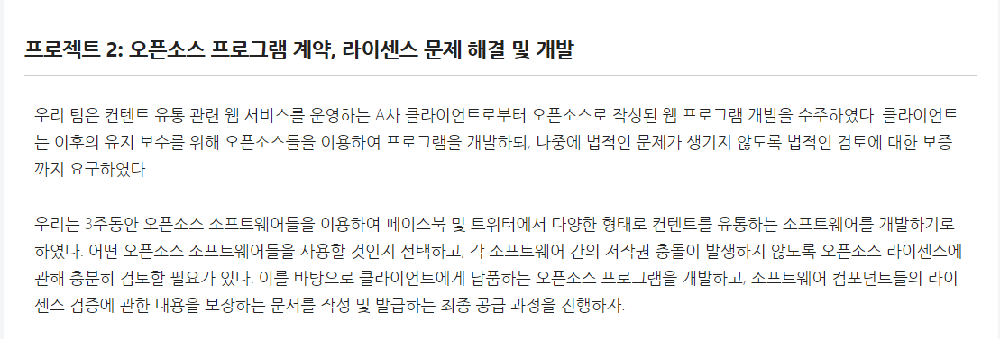 프로젝트 2: 오픈소스 프로그램 계약, 라이센스 문제 해결 및 개발
우리 팀은 컨텐트 유통 관련 웹 서비스를 운영하는 A사 클라이언트로부터 오픈소스로 작성된 웹 프로그램 개발을 수주하였다. 클라이언트
는 이후의 유지 보수를 위해 오픈소스들을 이용하여 프로그램을 개발하되, 나중에 법적인 문제가 생기지 않도록 법적인 검토에 대한 보증
까지 요구하였다.
우리는 3주동안 오픈소스 소프트웨어들을 이용하여 페이스북 및 트위터에서 다양한 형태로 컨텐트를 유통하는 소프트웨어를 개발하기로
하였다. 어떤 오픈소스 소프트웨어들을 사용할 것인지 선택하고, 각 소프트웨어 간의 저작권 충돌이 발생하지 않도록 오픈소스 라이센스에
관해 충분히 검토할 필요가 있다. 이를 바탕으로 클라이언트에게 납품하는 오픈소스 프로그램을 개발하고, 소프트웨어 컴포넌트들의 라이
센스 검증에 관한 내용을 보장하는 문서를 작성 및 발급하는 최종 공급 과정을 진행하자.